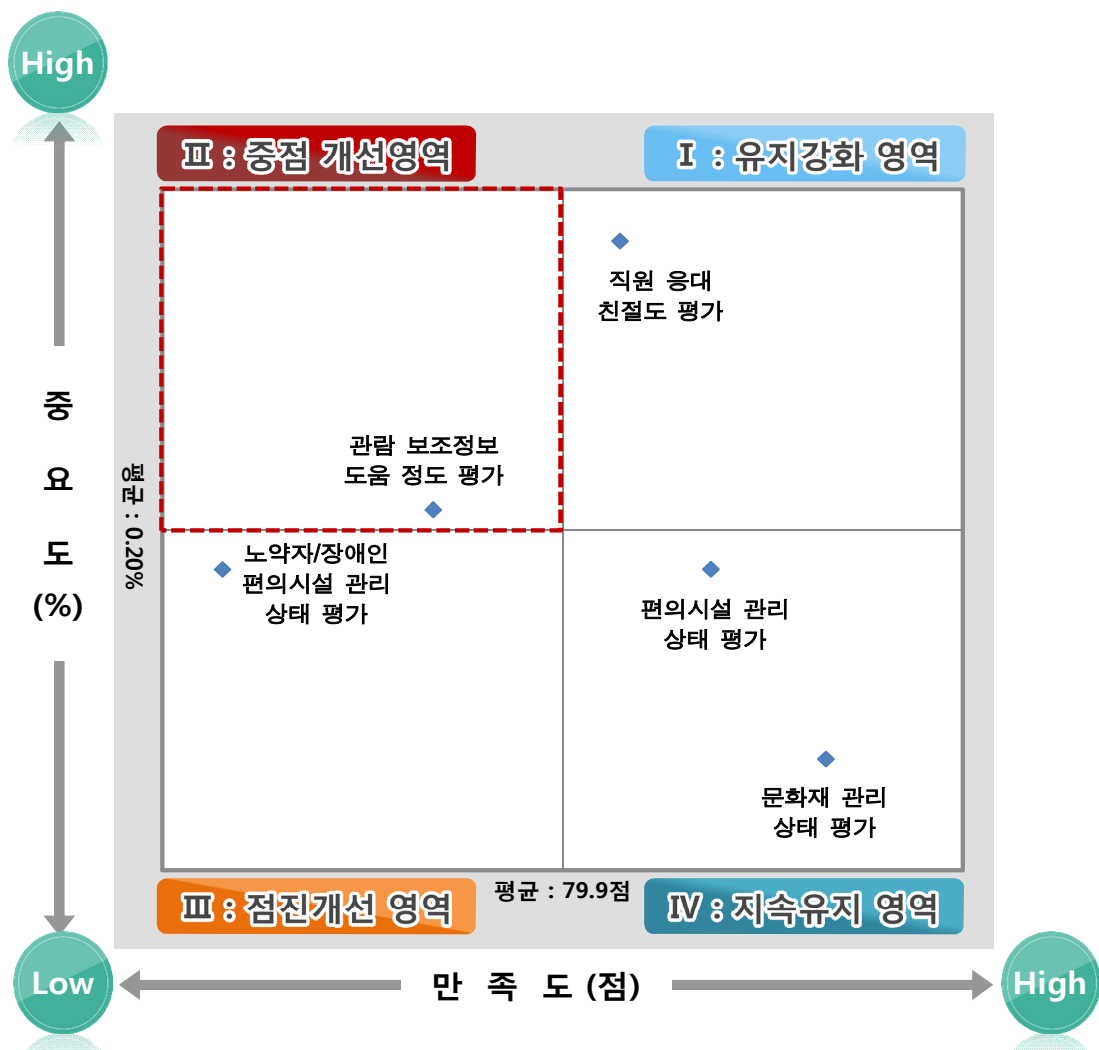 High
Ⅱ : 중점 개선영역
Ⅰ : 유지강화 영역
직원 응대
친절도 평가
중
요
도
(%)
평균 : 0.20%
관람 보조정보
도움 정도 평가
노약자/장애인
편의시설 관리
상태 평가
편의시설 관리
상태 평가
문화재 관리
상태 평가
Ⅲ : 점진개선 영역
평균 : 79.9점
Ⅳ : 지속유지 영역
Low
만 족 도 (점)
High